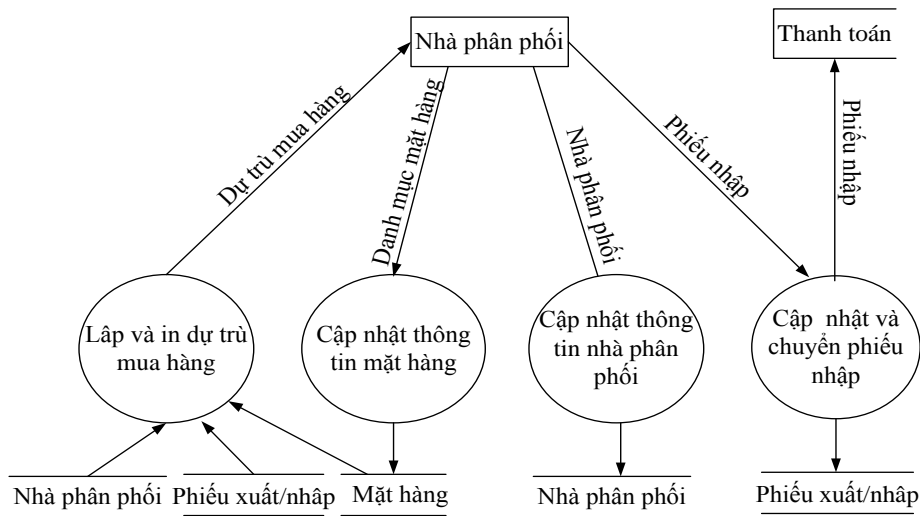 Nhà phân phối
Thanh toán
Dự trù mua hàng
Danh mục mặt hàng
Nhà phân phối
Phiếu nhập
Phiếu nhập
Lâp và in dự trù
mua hàng
Cập nhật thông
tin mặt hàng
Cập nhật thông
tin nhà phân
phối
Cập nhật và
chuyển phiếu
nhập
Nhà phân phối
Phiếu xuất/nhâp
Mặt hàng
Nhà phân phối
Phiếu xuất/nhập